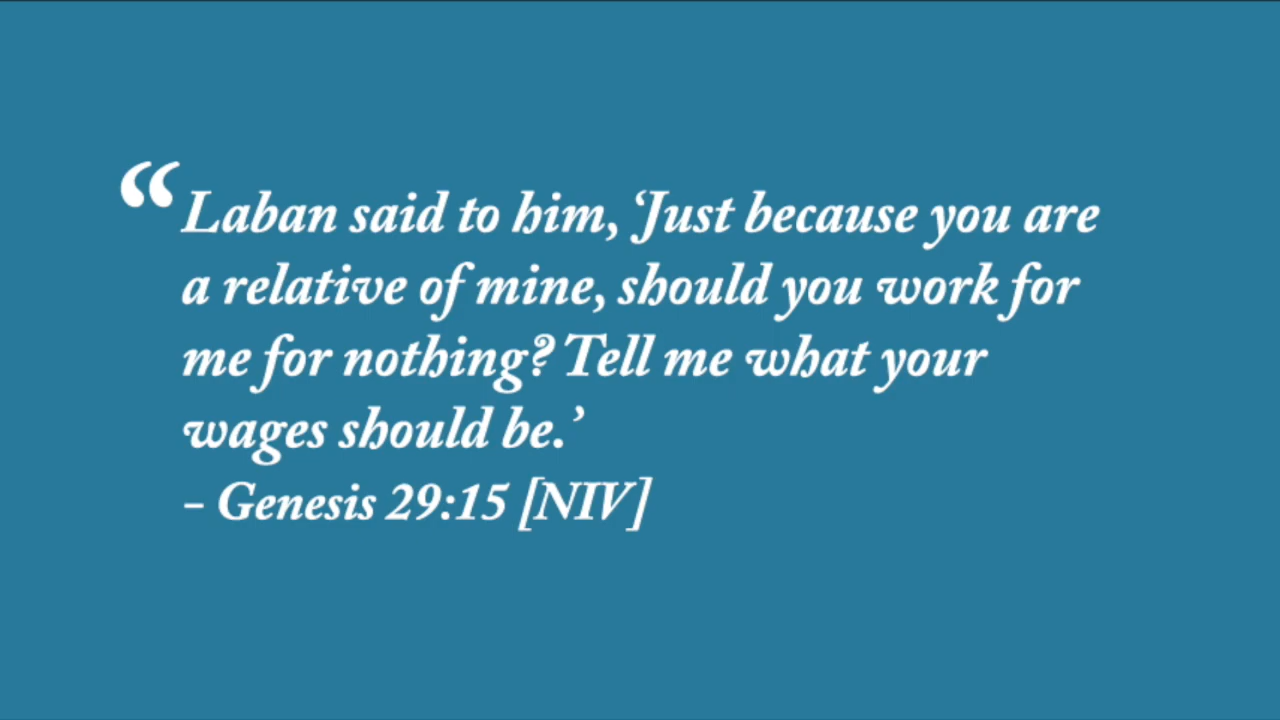 “Laban said to him, ‘Just because you are
a relative of mine, should you work for
me for nothing? Tell me what your
wages should be.’
– Genesis 29:15 [NIV]